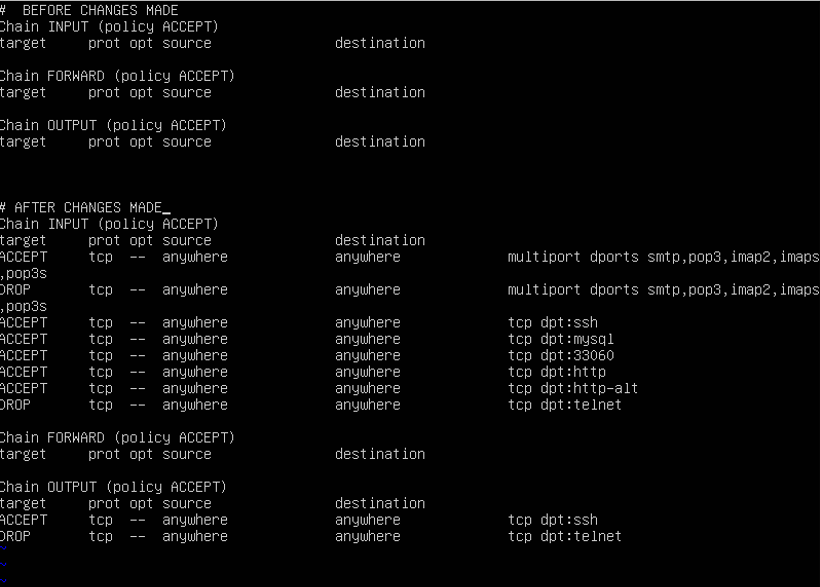 #  BEFORE CHANGES MADE
Chain INPUT (policy ACCEPT)
target     prot opt source               destination

Chain FORWARD (policy ACCEPT)
target     prot opt source               destination

Chain OUTPUT (policy ACCEPT)
target     prot opt source               destination



# AFTER CHANGES MADE_
Chain INPUT (policy ACCEPT)
target     prot opt source               destination
ACCEPT     tcp  --  anywhere             anywhere             multiport dports smtp,pop3,imap2,imaps
,pop3s
DROP       tcp  --  anywhere             anywhere             multiport dports smtp,pop3,imap2,imaps
,pop3s
ACCEPT     tcp  --  anywhere             anywhere             tcp dpt:ssh
ACCEPT     tcp  --  anywhere             anywhere             tcp dpt:mysql
ACCEPT     tcp  --  anywhere             anywhere             tcp dpt:33060
ACCEPT     tcp  --  anywhere             anywhere             tcp dpt:http
ACCEPT     tcp  --  anywhere             anywhere             tcp dpt:http-alt
DROP       tcp  --  anywhere             anywhere             tcp dpt:telnet

Chain FORWARD (policy ACCEPT)
target     prot opt source               destination

Chain OUTPUT (policy ACCEPT)
target     prot opt source               destination
ACCEPT     tcp  --  anywhere             anywhere             tcp dpt:ssh
DROP       tcp  --  anywhere             anywhere             tcp dpt:telnet
~
~
~